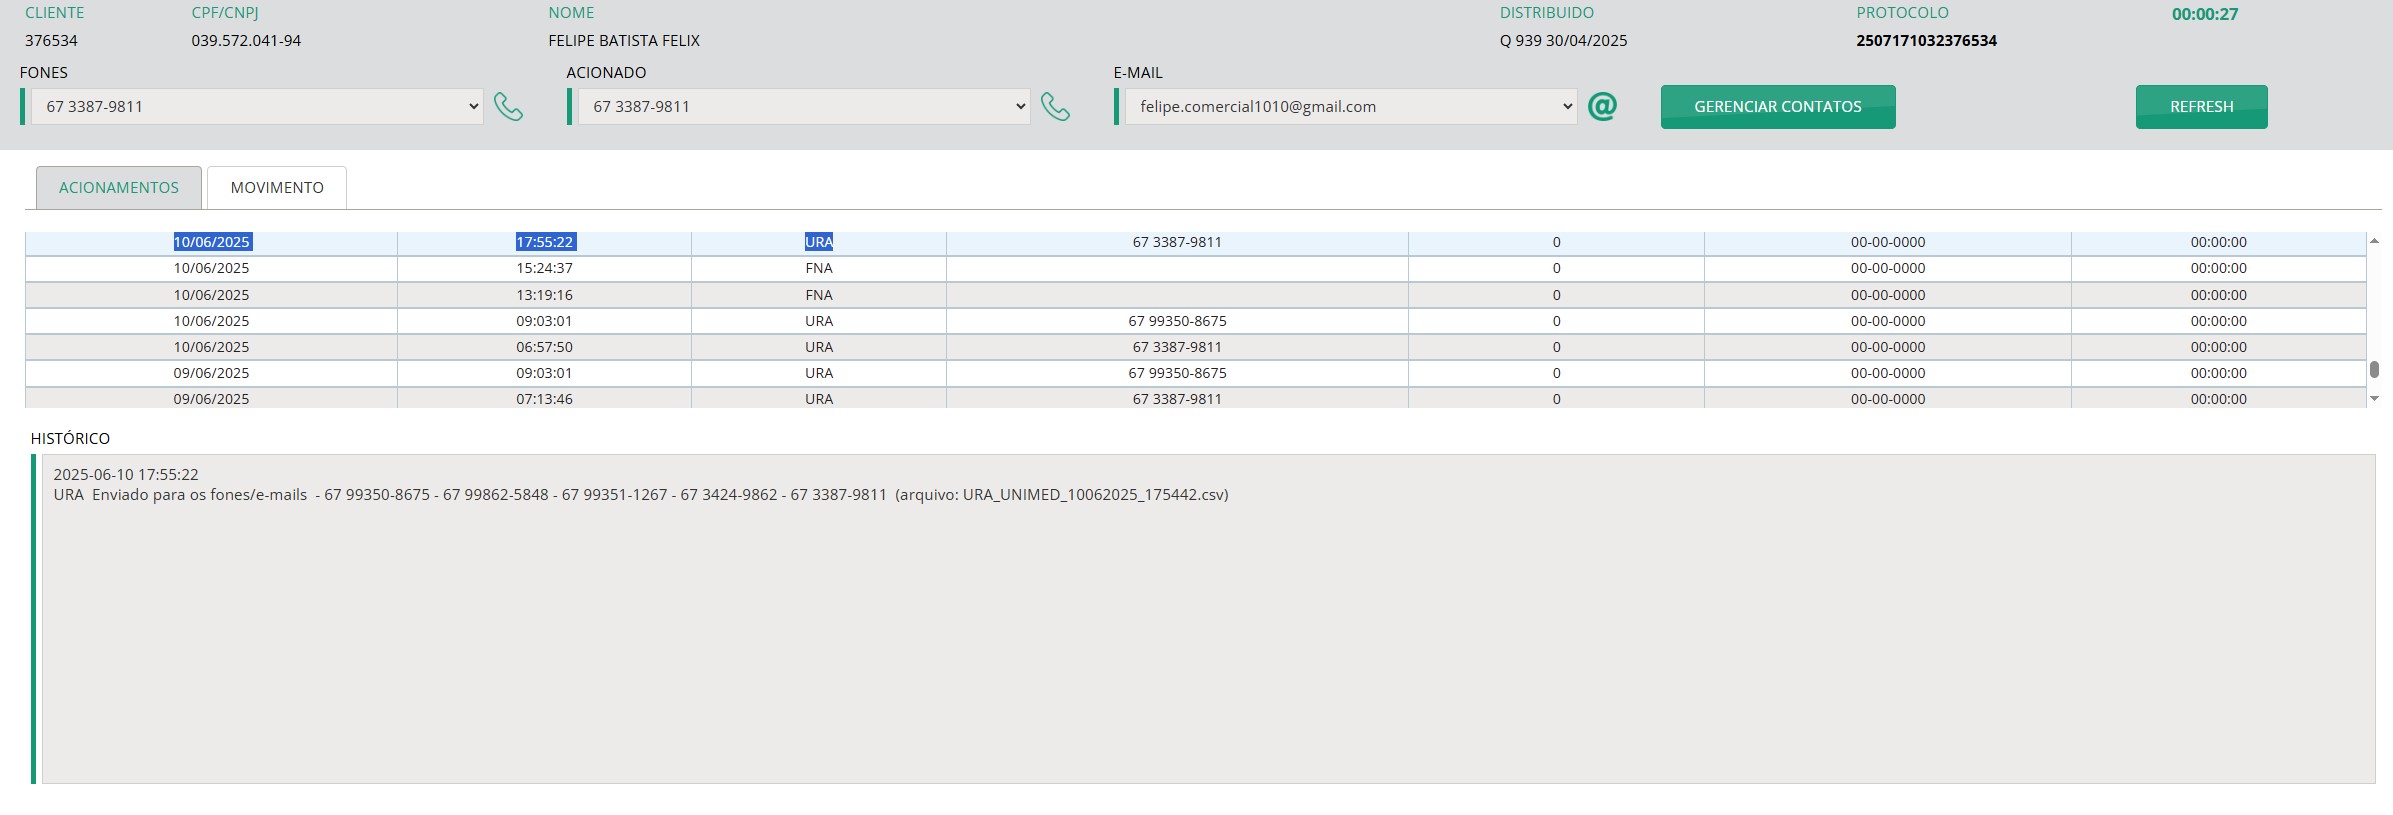 CLIENTE CPF/CNPJ NOME DISTRIBUIDO PROTOCOLO 00:00:27
376534 039.572.041-94 FELIPE BATISTA FELIX Q 939 30/04/2025 2507171032376534
FONES ACIONADO E-MAIL
67 3387-9811 67 3387-9811 felipe.comercial1010@gmail.com @ GERENCIAR CONTATOS REFRESH
ACIONAMENTOS MOVIMENTO
10/06/2025 17:55:22 URA 67 3387-9811 0 00-00-0000 00:00:00
10/06/2025 15:24:37 FNA 0 00-00-0000 00:00:00
10/06/2025 13:19:16 FNA 0 00-00-0000 00:00:00
10/06/2025 09:03:01 URA 67 99350-8675 0 00-00-0000 00:00:00
10/06/2025 06:57:50 URA 67 3387-9811 0 00-00-0000 00:00:00
09/06/2025 09:03:01 URA 67 99350-8675 0 00-00-0000 00:00:00
09/06/2025 07:13:46 URA 67 3387-9811 0 00-00-0000 00:00:00
HISTÓRICO
2025-06-10 17:55:22
URA Enviado para os fones/e-mails - 67 99350-8675 - 67 99862-5848 - 67 99351-1267 - 67 3424-9862 - 67 3387-9811 (arquivo: URA_UNIMED_10062025_175442.csv)